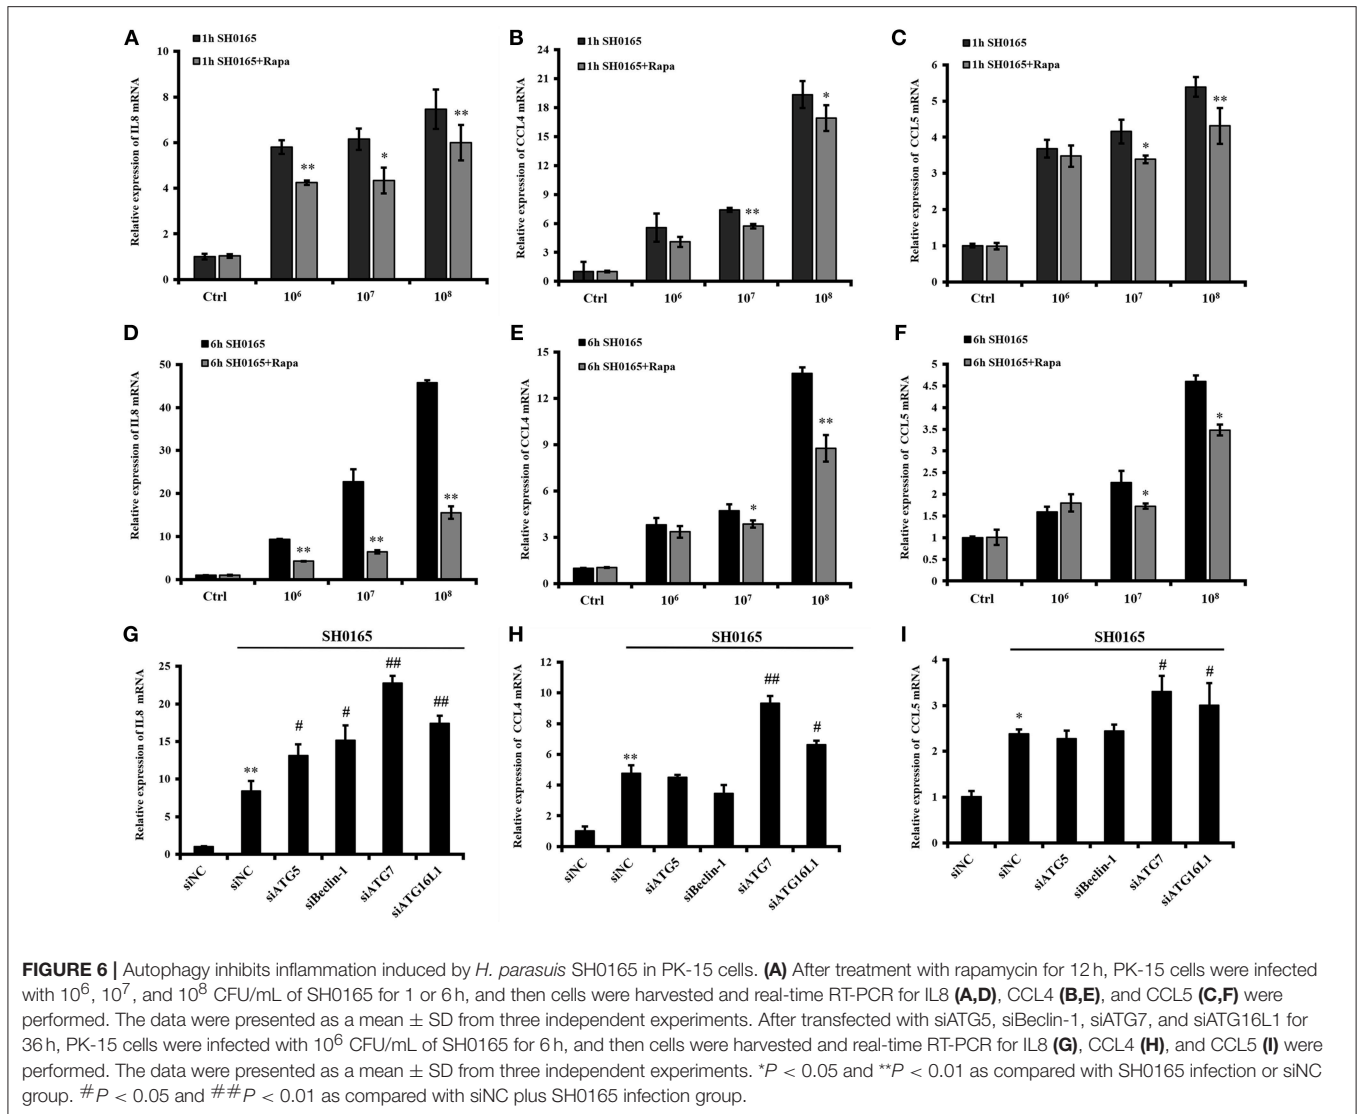 A
1h SH0165
1h SH0165+Rapa
Relative expression of IL8 mRNA
10
8
6
4
2
0
**
*
**
Ctrl
10⁶
10⁷
10⁸
B
1h SH0165
1h SH0165+Rapa
Relative expression of CCL4 mRNA
24
21
18
15
12
9
6
3
0
**
*
Ctrl
10⁶
10⁷
10⁸
C
1h SH0165
1h SH0165+Rapa
Relative expression of CCL5 mRNA
6
5
4
3
2
1
0
*
**
Ctrl
10⁶
10⁷
10⁸
D
6h SH0165
6h SH0165+Rapa
Relative expression of IL8 mRNA
50
40
30
20
10
0
**
**
**
Ctrl
10⁶
10⁷
10⁸
E
6h SH0165
6h SH0165+Rapa
Relative expression of CCL4 mRNA
15
12
9
6
3
0
*
**
Ctrl
10⁶
10⁷
10⁸
F
6h SH0165
6h SH0165+Rapa
Relative expression of CCL5 mRNA
5
4.5
4
3.5
3
2.5
2
1.5
1
0.5
0
*
*
Ctrl
10⁶
10⁷
10⁸
G
SH0165
Relative expression of IL8 mRNA
25
20
15
10
5
0
**
#
#
##
##
siNC
siNC
siATG5
siBeclin-1
siATG7
siATG16L1
H
SH0165
Relative expression of CCL4 mRNA
12
10
8
6
4
2
0
**
##
#
siNC
siNC
siATG5
siBeclin-1
siATG7
siATG16L1
I
SH0165
Relative expression of CCL5 mRNA
4
3
2
1
0
*
#
#
siNC
siNC
siATG5
siBeclin-1
siATG7
siATG16L1
FIGURE 6 | Autophagy inhibits inflammation induced by H. parasuis SH0165 in PK-15 cells. (A) After treatment with rapamycin for 12 h, PK-15 cells were infected
with 10⁶, 10⁷, and 10⁸ CFU/mL of SH0165 for 1 or 6 h, and then cells were harvested and real-time RT-PCR for IL8 (A,D), CCL4 (B,E), and CCL5 (C,F) were
performed. The data were presented as a mean ± SD from three independent experiments. After transfected with siATG5, siBeclin-1, siATG7, and siATG16L1 for
36 h, PK-15 cells were infected with 10⁶ CFU/mL of SH0165 for 6 h, and then cells were harvested and real-time RT-PCR for IL8 (G), CCL4 (H), and CCL5 (I) were
performed. The data were presented as a mean ± SD from three independent experiments. *P < 0.05 and **P < 0.01 as compared with SH0165 infection or siNC
group. #P < 0.05 and ##P < 0.01 as compared with siNC plus SH0165 infection group.